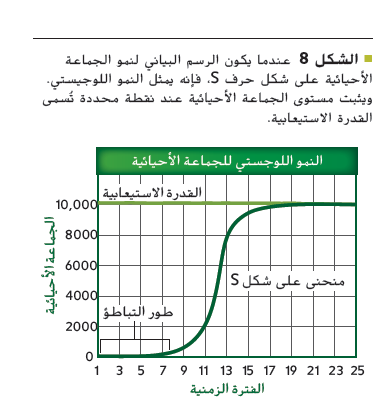 الشكل 8 عندما يكون الرسم البياني لنمو الجماعة
الأحيائية على شكل حرف S، فإنه يمثل النمو اللوجيستي.
ويثبت مستوى الجماعة الأحيائية عند نقطة محددة تُسمى
القدرة الاستيعابية.
النمو اللوجستي للجماعة الأحيائية
القدرة الاستيعابية
10,000
8000
6000
4000
2000
0
الجماعة الأحيائية
منحنى على شكل S
طور التباطؤ
1 3 5 7 9 11 13 15 17 19 21 23 25
الفترة الزمنية